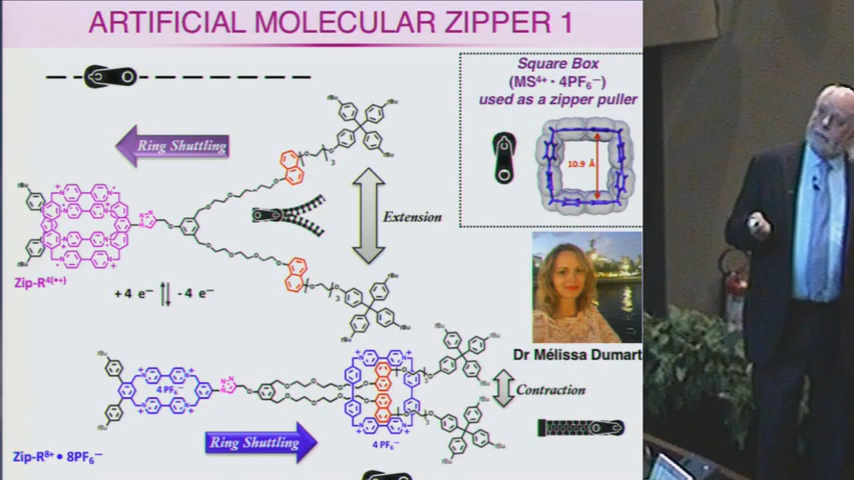 ARTIFICIAL MOLECULAR ZIPPER 1
Square Box
(MS⁴⁺ · 4PF₆⁻)
used as a zipper puller
Ring Shuttling
10.9 Å
Extension
Zip-R⁴⁽•⁺⁾
+4 e⁻ -4 e⁻
Dr Mélissa Dumart
4 PF₆⁻
Contraction
Ring Shuttling
4 PF₆⁻
Zip-R⁸⁺ • 8PF₆⁻